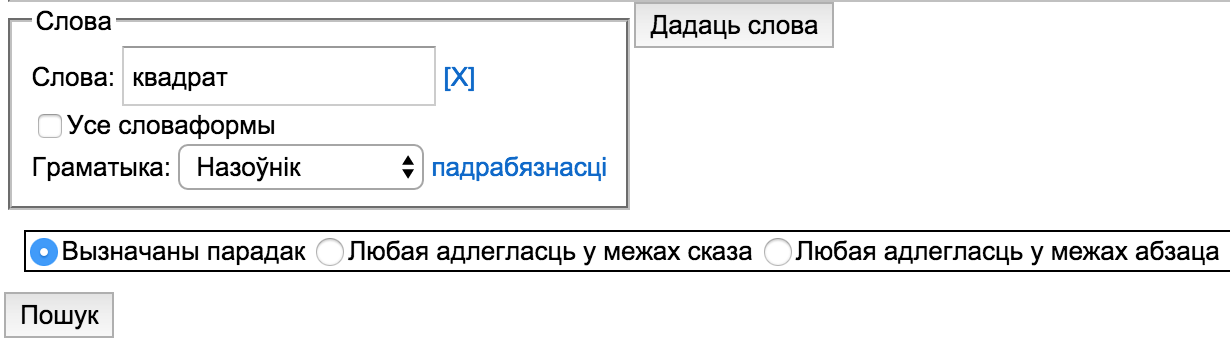 Слова
Дадаць слова
Слова: квадрат [X]
Усе словаформы
Граматыка: Назоўнік падрабязнасці
Вызначаны парадак Любая адлегласць у межах сказа Любая адлегласць у межах абзаца
Пошук